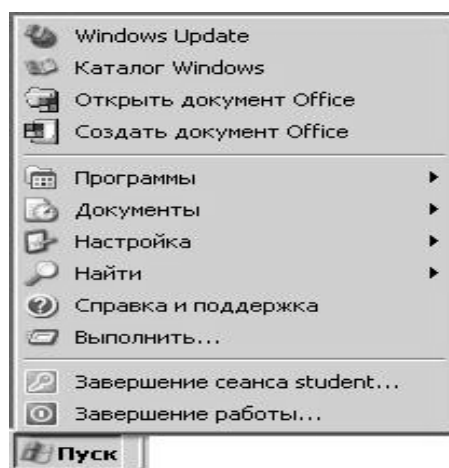 Windows Update
Каталог Windows
Открыть документ Office
Создать документ Office
Программы
Документы
Настройка
Найти
Справка и поддержка
Выполнить...
Завершение сеанса student...
Завершение работы...
Пуск